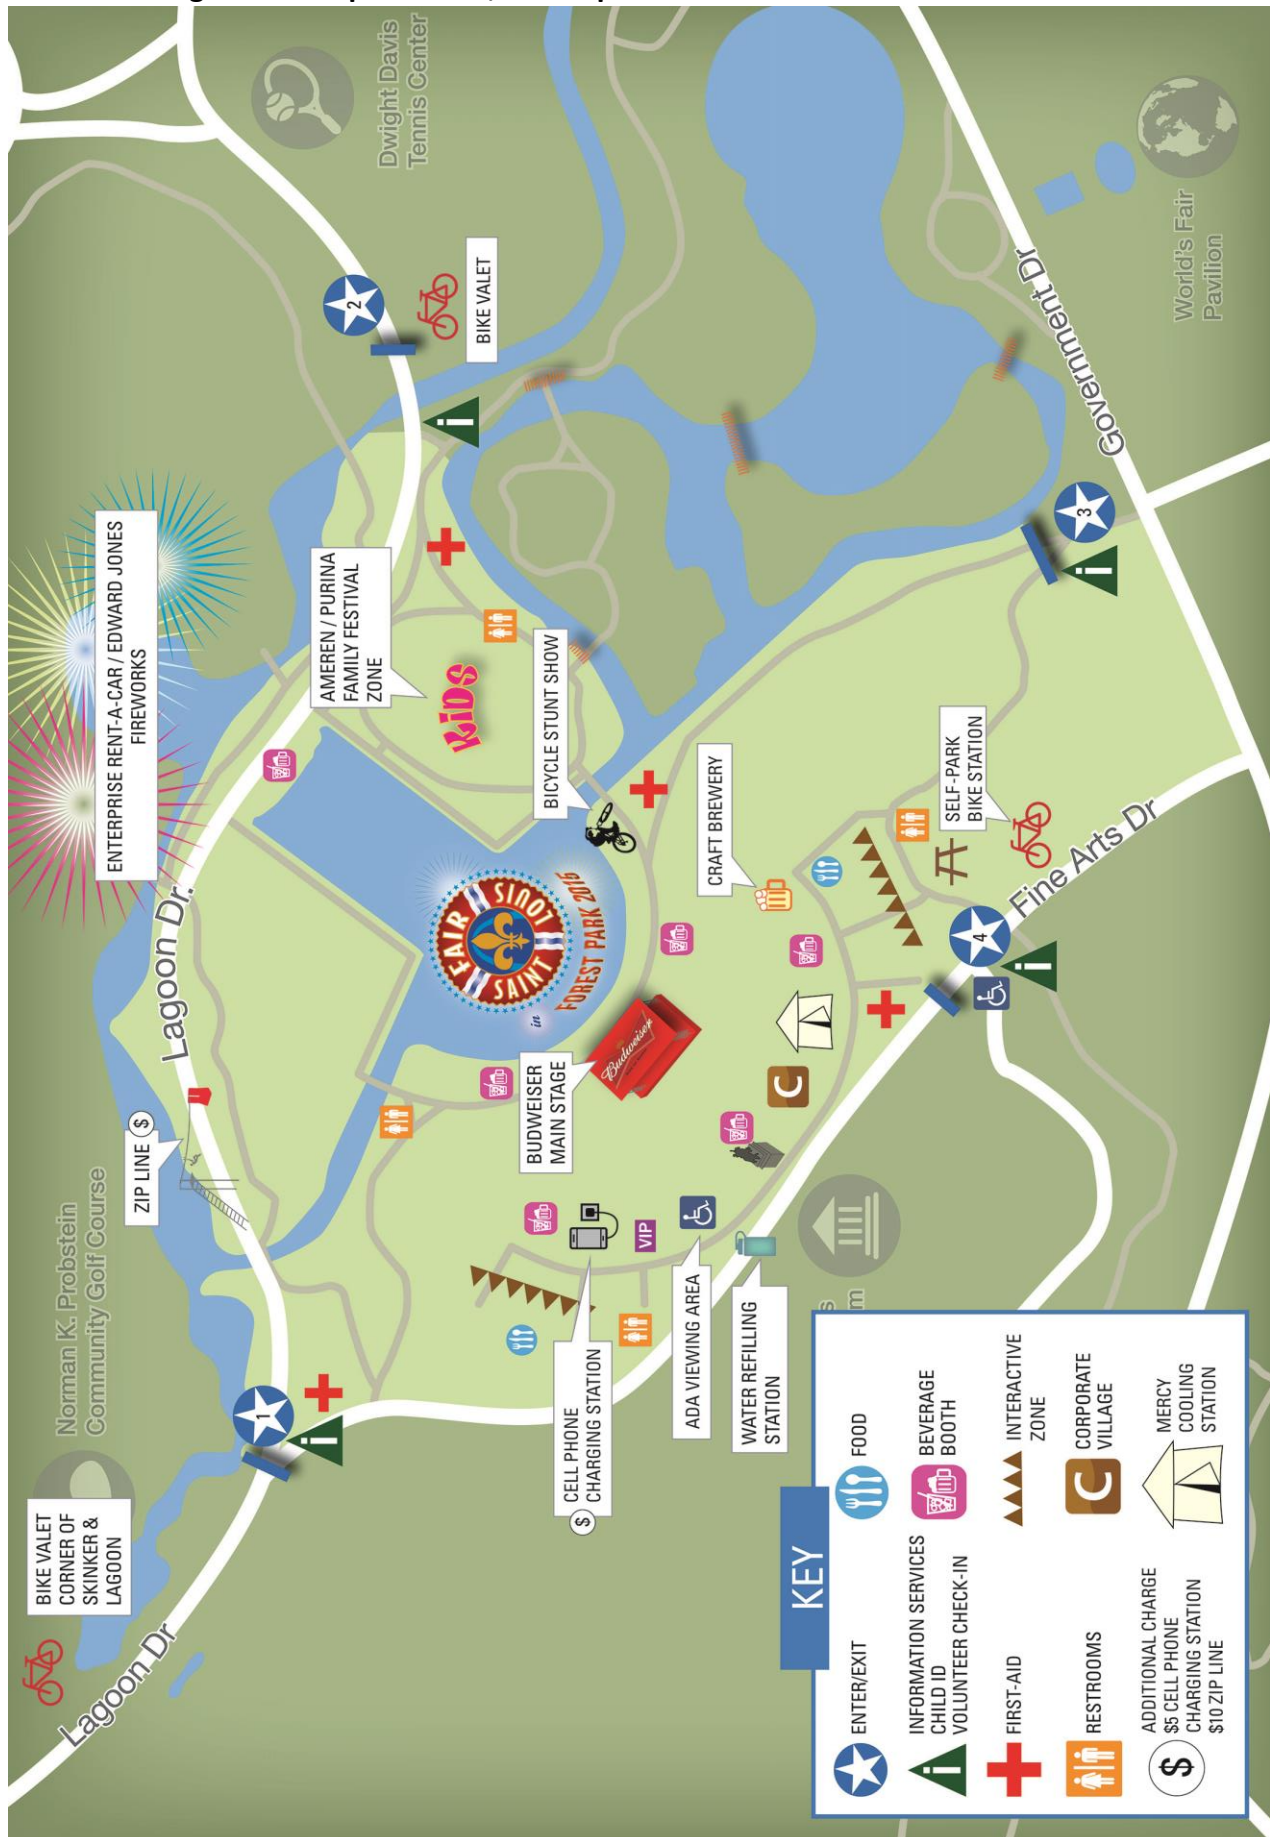 BIKE VALET
CORNER OF
SKINKER &
LAGOON
Lagoon Dr
Norman K. Probstein
Community Golf Course
1
ZIP LINE $
Lagoon Dr.
ENTERPRISE RENT-A-CAR / EDWARD JONES
FIREWORKS
2
Dwight Davis
Tennis Center
BIKE VALET
AMEREN / PURINA
FAMILY FESTIVAL
ZONE
KIDS
BICYCLE STUNT SHOW
FAIR
SAINT LOUIS
in
FOREST PARK 2015
BUDWEISER
MAIN STAGE
Budweiser
$ CELL PHONE
CHARGING STATION
VIP
ADA VIEWING AREA
WATER REFILLING
STATION
C
CRAFT BREWERY
SELF-PARK
BIKE STATION
4
Fine Arts Dr
3
Government Dr
World's Fair
Pavilion
i
i
i
i
s
m
KEY
ENTER/EXIT
i INFORMATION SERVICES
CHILD ID
VOLUNTEER CHECK-IN
FIRST-AID
RESTROOMS
$ ADDITIONAL CHARGE
$5 CELL PHONE
CHARGING STATION
$10 ZIP LINE
FOOD
BEVERAGE
BOOTH
INTERACTIVE
ZONE
C CORPORATE
VILLAGE
MERCY
COOLING
STATION